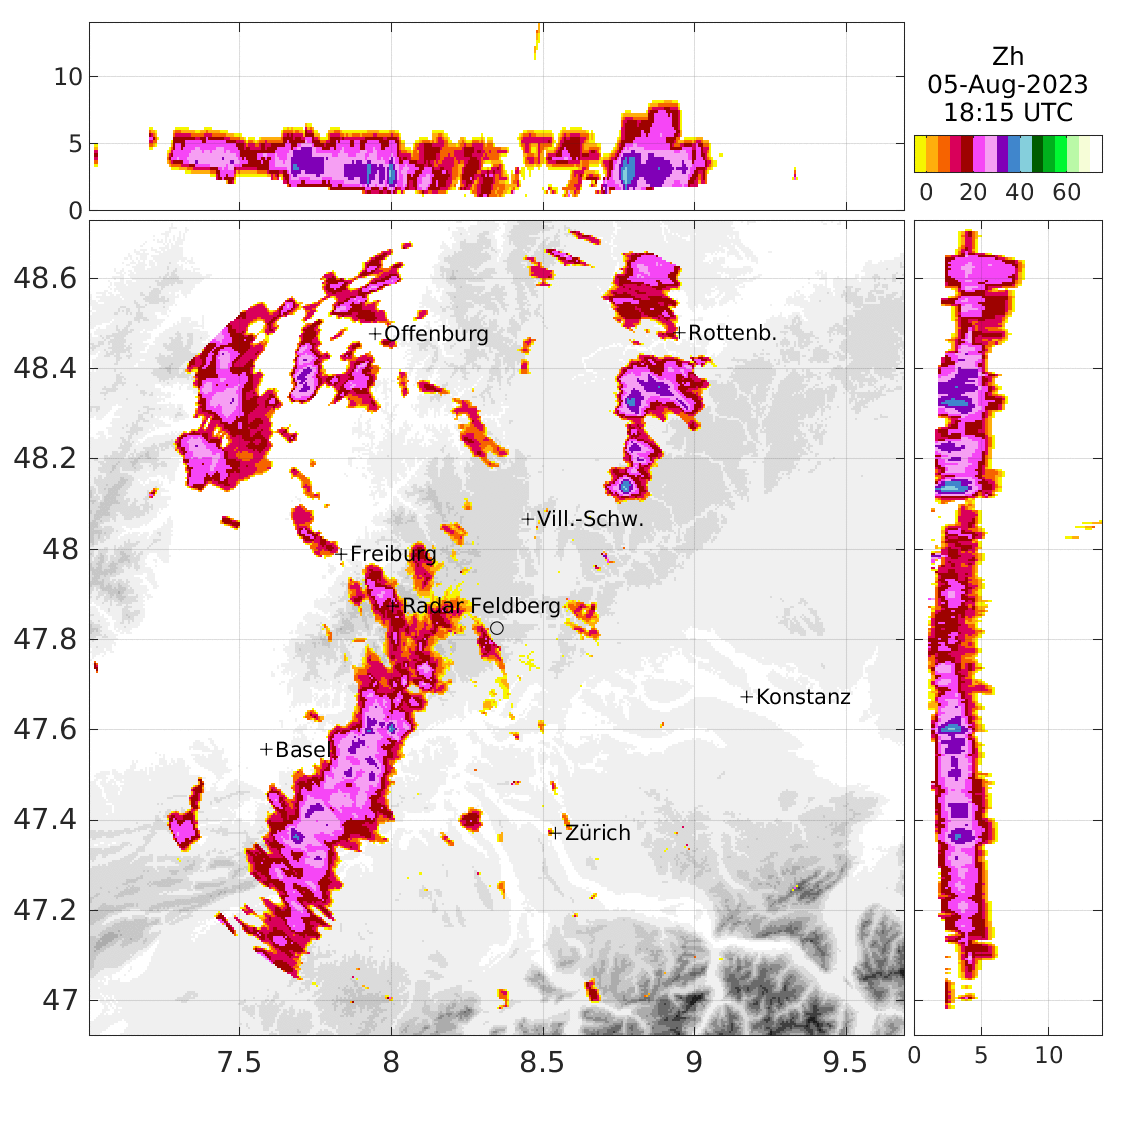 10
5
0
Zh
05-Aug-2023
18:15 UTC
0 20 40 60
48.6
48.4
48.2
48
47.8
47.6
47.4
47.2
47
+Offenburg
+Rottenb.
+Vill.-Schw.
+Freiburg
+Radar Feldberg
+Konstanz
+Basel
+Zürich
7.5 8 8.5 9 9.5
0 5 10